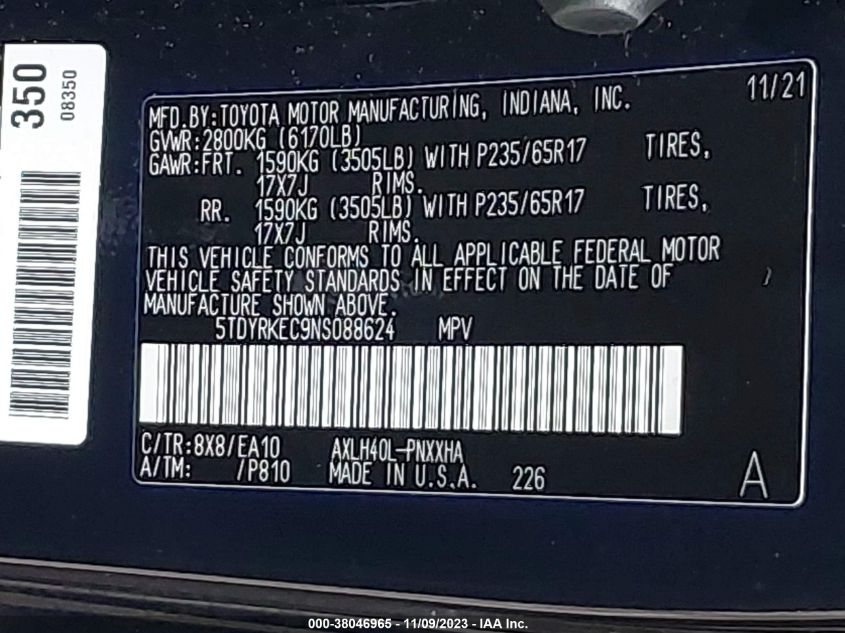 350
08350
11/21
MFD.BY:TOYOTA MOTOR MANUFACTURING, INDIANA, INC.
GVWR:2800KG (6170LB)
GAWR:FRT. 1590KG (3505LB) WITH P235/65R17 TIRES,
17X7J RIMS.
RR. 1590KG (3505LB) WITH P235/65R17 TIRES,
17X7J RIMS.
THIS VEHICLE CONFORMS TO ALL APPLICABLE FEDERAL MOTOR
VEHICLE SAFETY STANDARDS IN EFFECT ON THE DATE OF
MANUFACTURE SHOWN ABOVE.
5TDYRKEC9NS088624 MPV
C/TR:8X8/EA10 AXLH40L-PNXXHA
A/TM: /P810 MADE IN U.S.A. 226
A
000-38046965 - 11/09/2023 - IAA Inc.